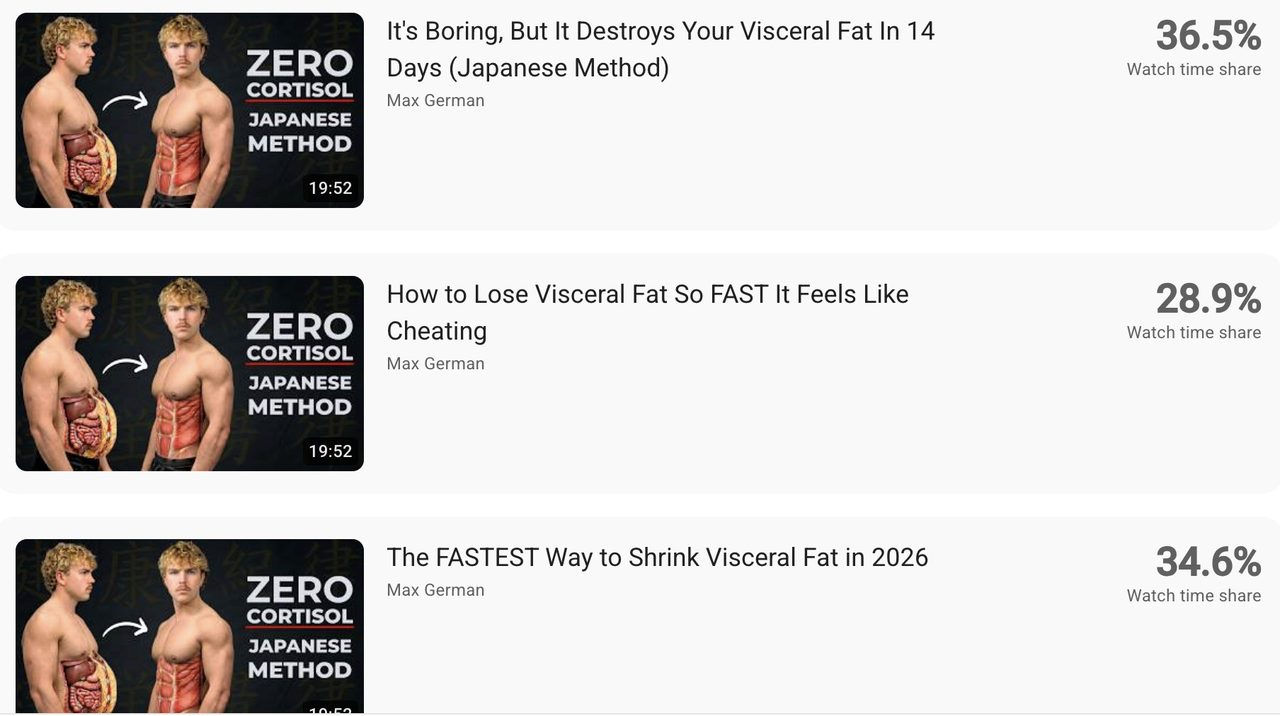 ZERO
CORTISOL
JAPANESE
METHOD
19:52
It's Boring, But It Destroys Your Visceral Fat In 14
Days (Japanese Method)
Max German
36.5%
Watch time share
ZERO
CORTISOL
JAPANESE
METHOD
19:52
How to Lose Visceral Fat So FAST It Feels Like
Cheating
Max German
28.9%
Watch time share
ZERO
CORTISOL
JAPANESE
METHOD
19:52
The FASTEST Way to Shrink Visceral Fat in 2026
Max German
34.6%
Watch time share